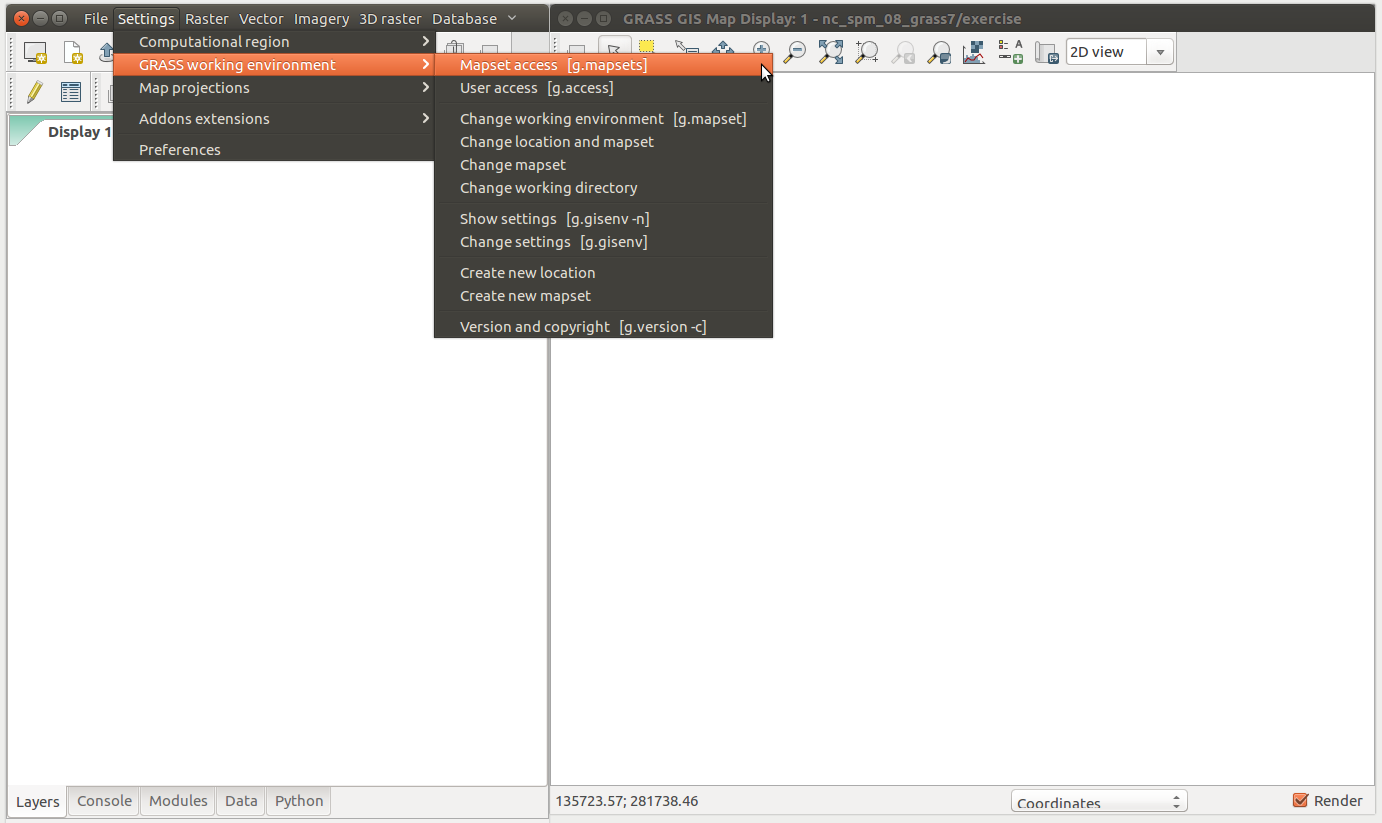 File Settings Raster Vector Imagery 3D raster Database
GRASS GIS Map Display: 1 - nc_spm_08_grass7/exercise
Computational region
GRASS working environment
Map projections
Addons extensions
Preferences
Mapset access [g.mapsets]
User access [g.access]
Change working environment [g.mapset]
Change location and mapset
Change mapset
Change working directory
Show settings [g.gisenv -n]
Change settings [g.gisenv]
Create new location
Create new mapset
Version and copyright [g.version -c]
A
2D view
Display 1
Layers Console Modules Data Python
135723.57; 281738.46
Coordinates
Render